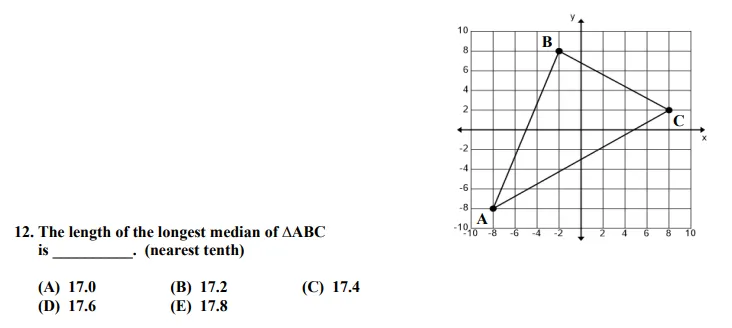 y
10
8
6
4
2
-2
-4
-6
-8
-10
-10 -8 -6 -4 -2 2 4 6 8 10
x
B
C
A
12. The length of the longest median of ΔABC
is __________. (nearest tenth)
(A) 17.0 (B) 17.2 (C) 17.4
(D) 17.6 (E) 17.8